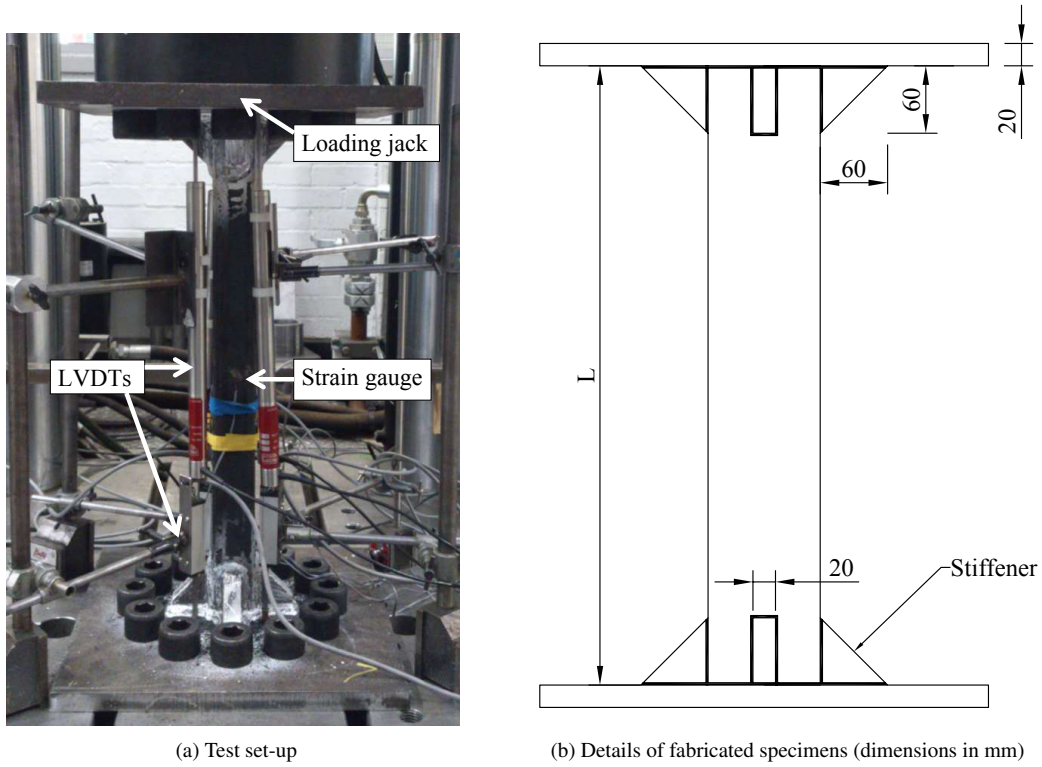 Loading jack
LVDTs
Strain gauge
(a) Test set-up
20
60
60
L
20
Stiffener
(b) Details of fabricated specimens (dimensions in mm)